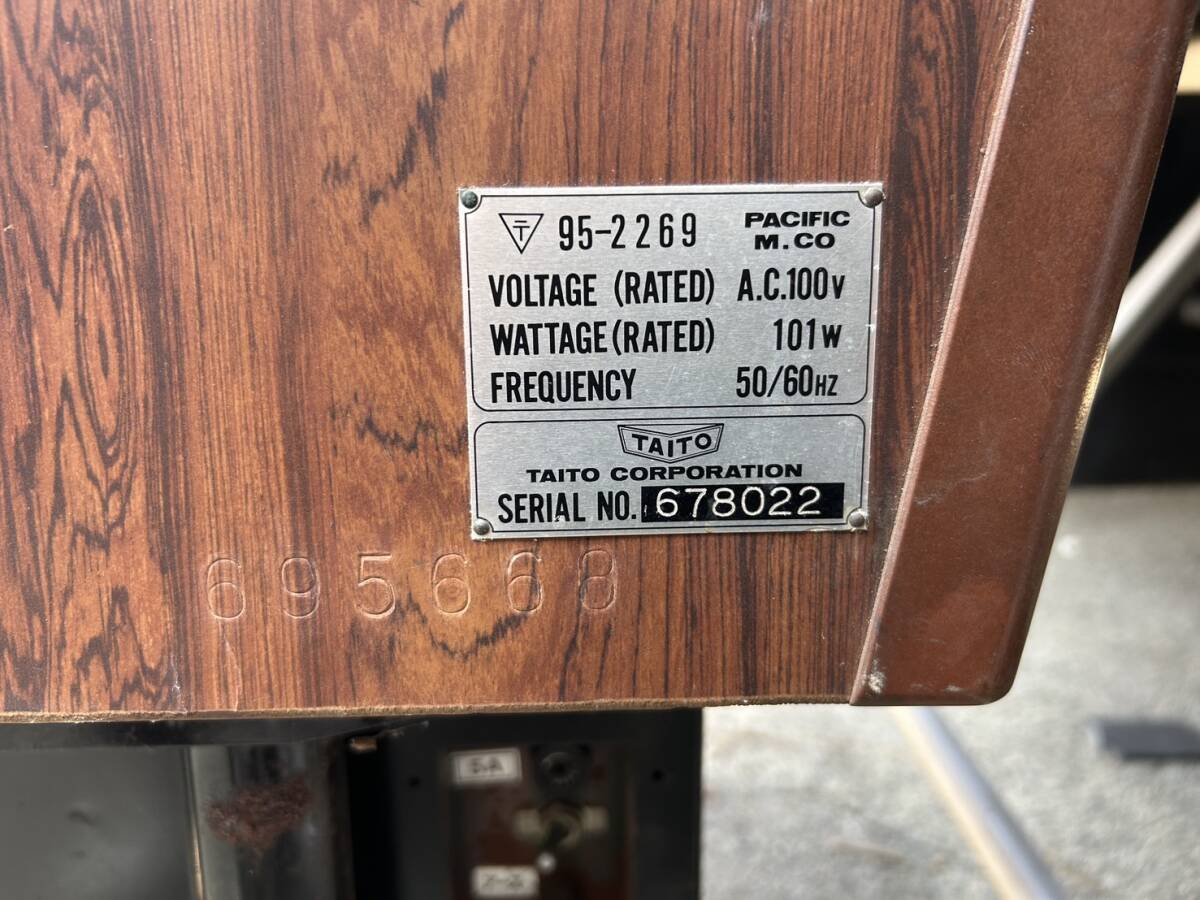 〒 95-2269 PACIFIC M.CO
VOLTAGE (RATED) A.C.100V
WATTAGE (RATED) 101W
FREQUENCY 50/60HZ
TAITO
TAITO CORPORATION
SERIAL NO. 678022
695668
5A